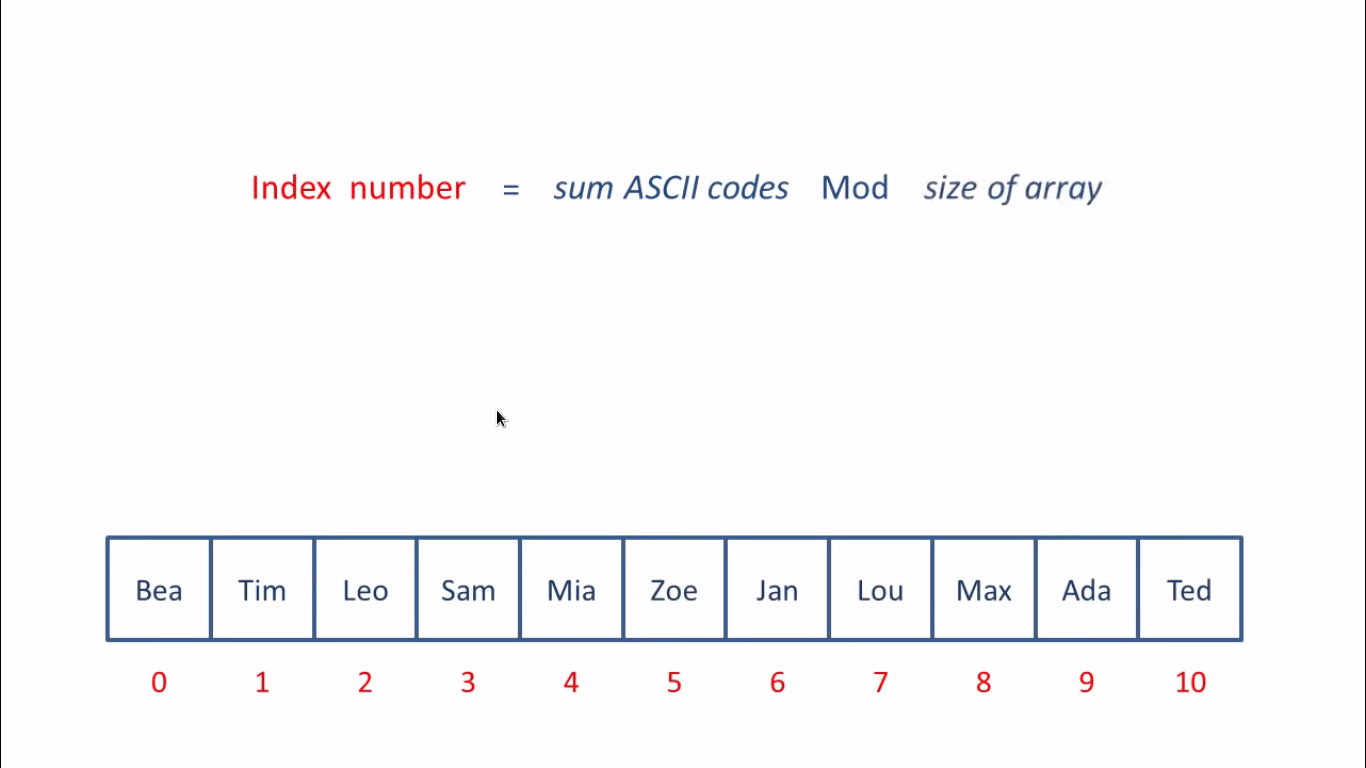 Index number = sum ASCII codes Mod size of array
Bea Tim Leo Sam Mia Zoe Jan Lou Max Ada Ted
0 1 2 3 4 5 6 7 8 9 10